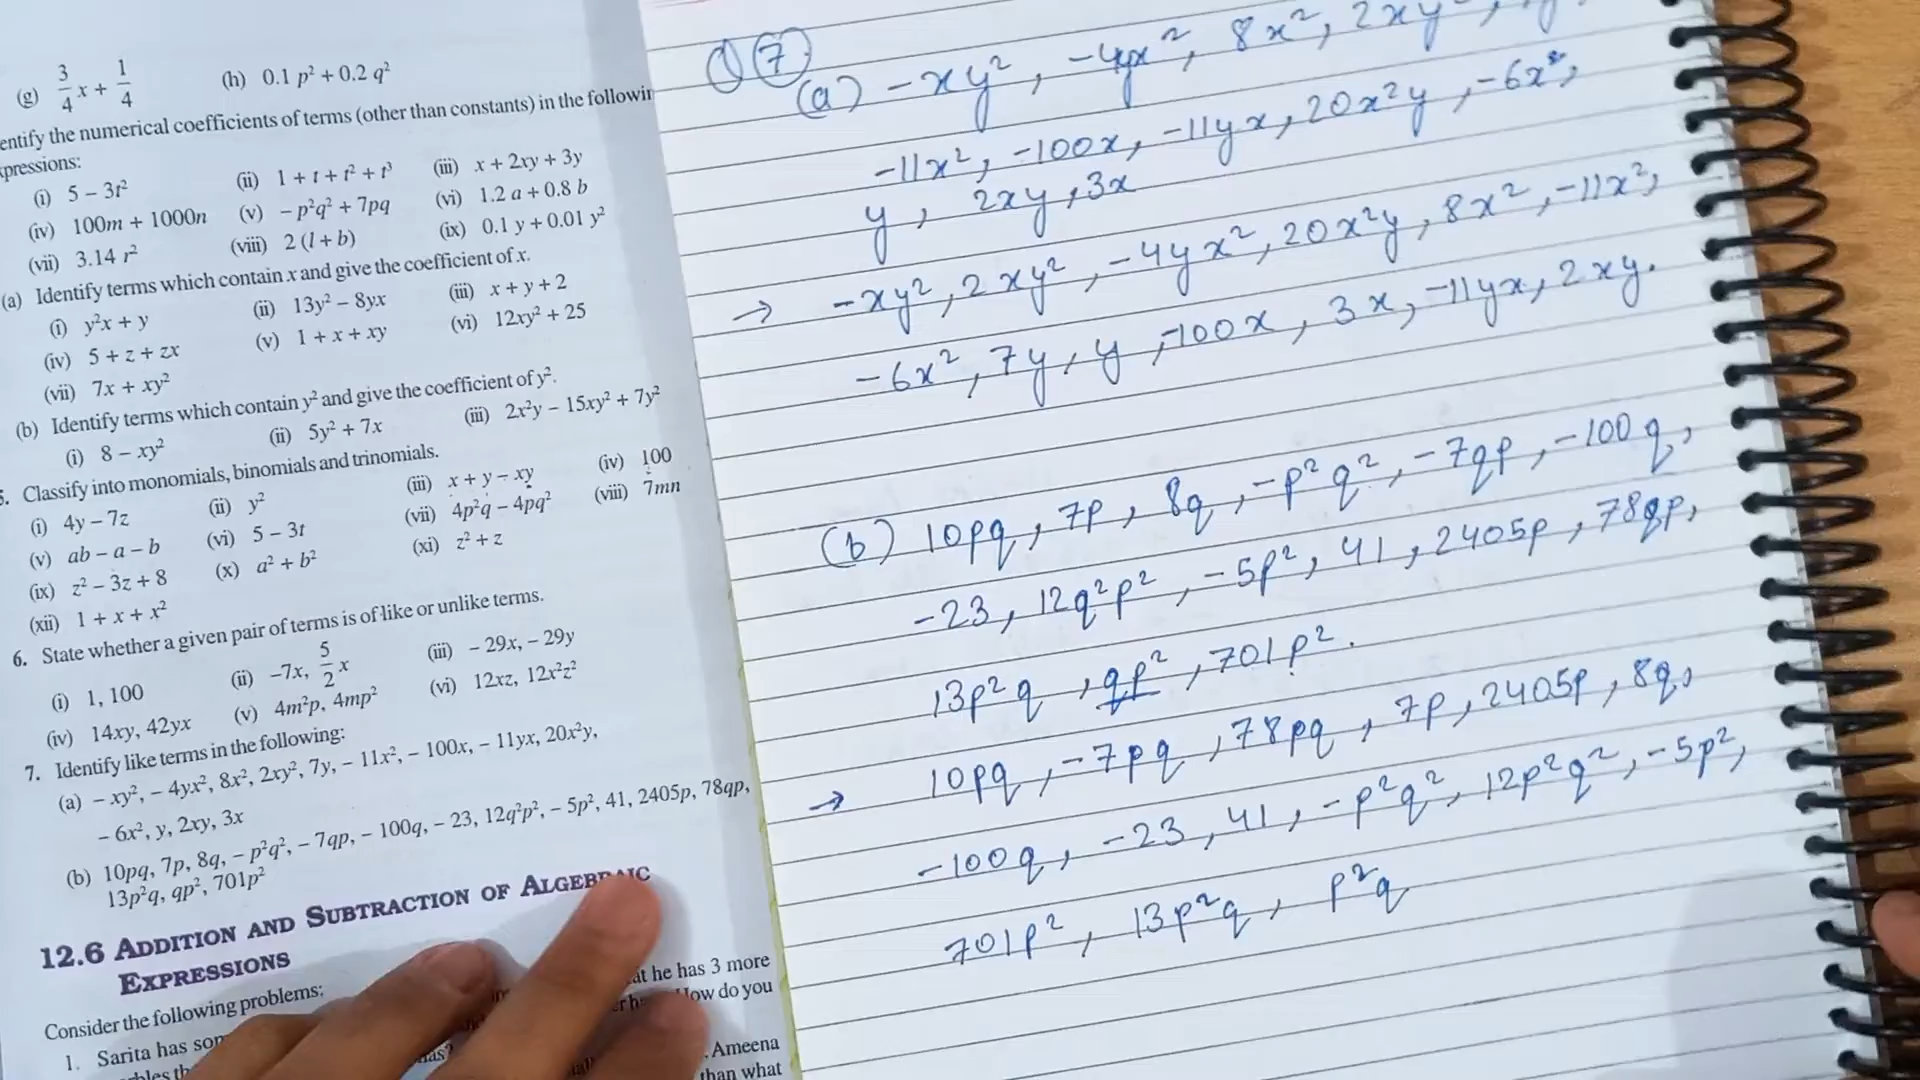 (g) 3/4 x + 1/4 (h) 0.1 p² + 0.2 q²
entify the numerical coefficients of terms (other than constants) in the followin
pressions:
(i) 5 – 3t² (ii) 1 + t + t² + t³ (iii) x + 2xy + 3y
(iv) 100m + 1000n (v) – p²q² + 7pq (vi) 1.2 a + 0.8 b
(vii) 3.14 r² (viii) 2 (l + b) (ix) 0.1 y + 0.01 y²
(a) Identify terms which contain x and give the coefficient of x.
(i) y²x + y (ii) 13y² – 8yx (iii) x + y + 2
(iv) 5 + z + zx (v) 1 + x + xy (vi) 12xy² + 25
(vii) 7x + xy²
(b) Identify terms which contain y² and give the coefficient of y².
(i) 8 – xy² (ii) 5y² + 7x (iii) 2x²y – 15xy² + 7y²
5. Classify into monomials, binomials and trinomials.
(i) 4y – 7z (ii) y² (iii) x + y – xy (iv) 100
(v) ab – a – b (vi) 5 – 3t (vii) 4p²q – 4pq² (viii) 7mn
(ix) z² – 3z + 8 (x) a² + b² (xi) z² + z
(xii) 1 + x + x²
6. State whether a given pair of terms is of like or unlike terms.
(i) 1, 100 (ii) –7x, 5/2 x (iii) – 29x, – 29y
(iv) 14xy, 42yx (v) 4m²p, 4mp² (vi) 12xz, 12x²z²
7. Identify like terms in the following:
(a) – xy², – 4yx², 8x², 2xy², 7y, – 11x², – 100x, – 11yx, 20x²y,
– 6x², y, 2xy, 3x
(b) 10pq, 7p, 8q, – p²q², – 7qp, – 100q, – 23, 12q²p², – 5p², 41, 2405p, 78qp,
13p²q, qp², 701p²
12.6 ADDITION AND SUBTRACTION OF ALGEBRAIC
EXPRESSIONS
Consider the following problems:
1. Sarita has som at he has 3 more
How do you
Ameena
than what
7
(a) -xy², -4yx², 8x², 2xy
-11x², -100x, -11yx, 20x²y, -6x²,
y, 2xy, 3x
→ -xy², 2xy², -4yx², 20x²y, 8x², -11x²,
-6x², 7y, y, -100x, 3x, -11yx, 2xy.
(b) 10pq, 7p, 8q, -p²q², -7qp, -100q,
-23, 12q²p², -5p², 41, 2405p, 78qp,
13p²q, qp², 701p².
→ 10pq, -7pq, 78pq, 7p, 2405p, 8q,
-100q, -23, 41, -p²q², 12p²q², -5p²,
701p², 13p²q, p²q